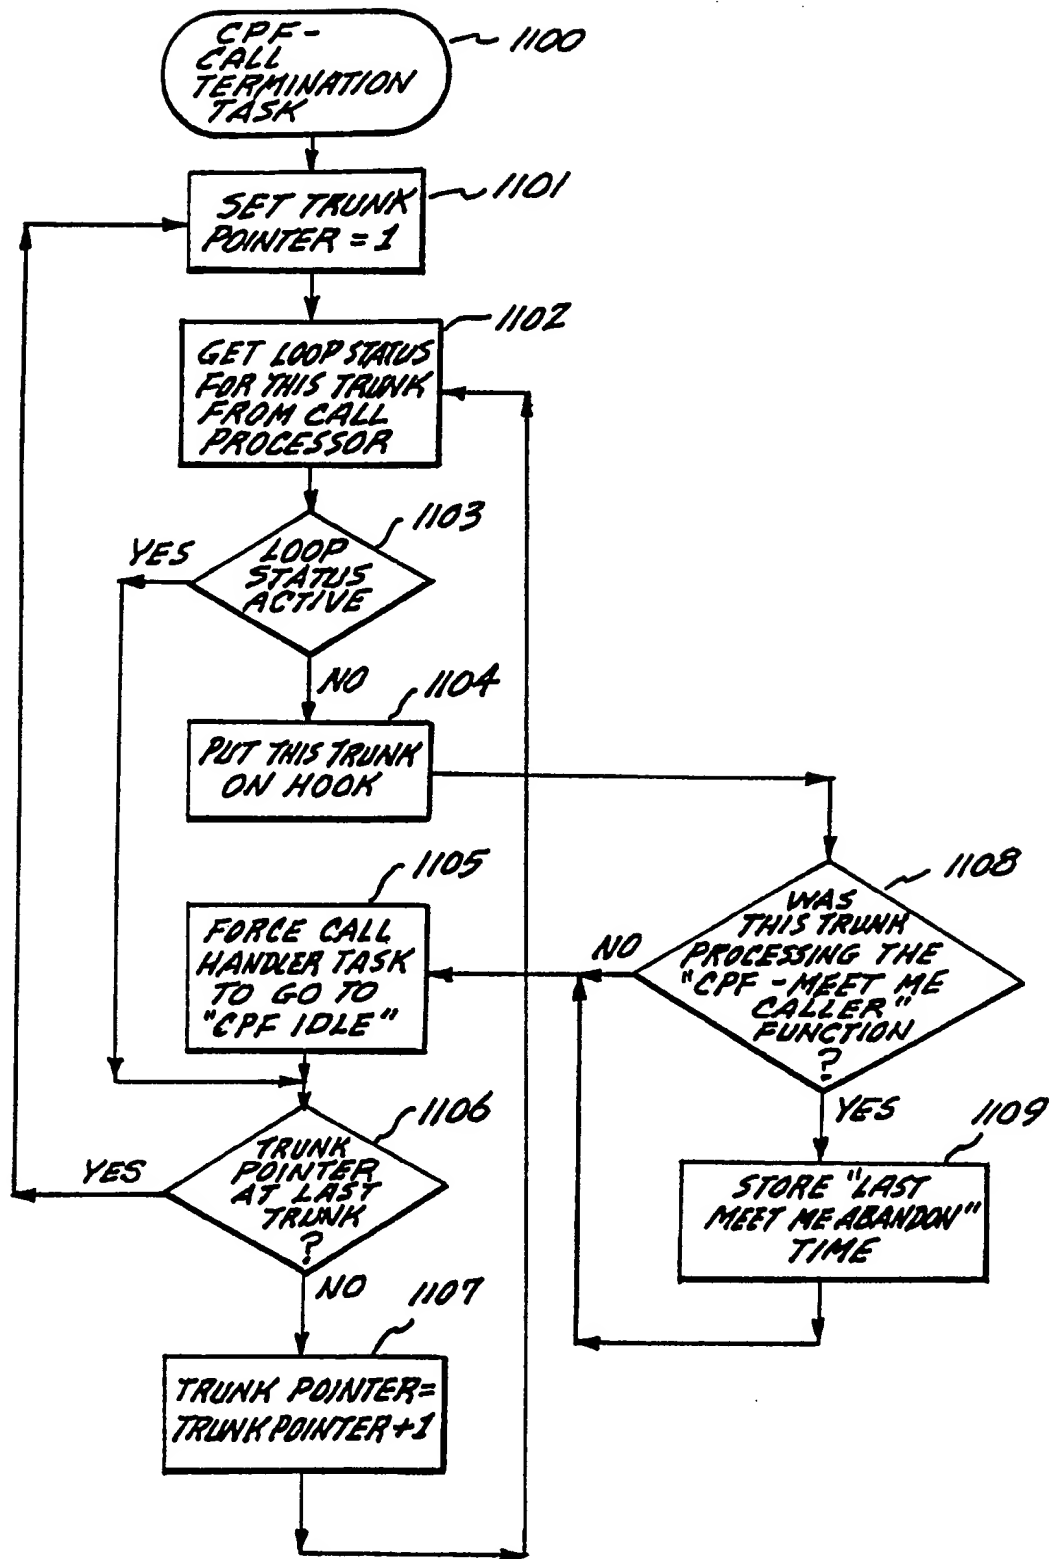 CPF-
CALL
TERMINATION
TASK
1100
1101
SET TRUNK
POINTER = 1
1102
GET LOOP STATUS
FOR THIS TRUNK
FROM CALL
PROCESSOR
1103
YES
LOOP
STATUS
ACTIVE
NO
1104
PUT THIS TRUNK
ON HOOK
1105
FORCE CALL
HANDLER TASK
TO GO TO
"CPF IDLE"
1108
WAS
THIS TRUNK
PROCESSING THE
"CPF - MEET ME
CALLER"
FUNCTION
?
NO
YES
1109
STORE "LAST
MEET ME ABANDON"
TIME
1106
YES
TRUNK
POINTER
AT LAST
TRUNK
?
NO
1107
TRUNK POINTER=
TRUNK POINTER+1